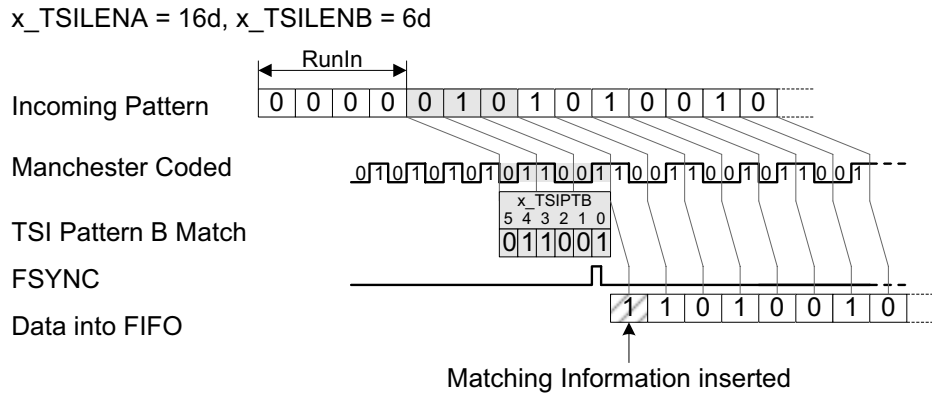 x_TSILENA = 16d, x_TSILENB = 6d
RunIn
Incoming Pattern 0 0 0 0 0 1 0 1 0 1 0 0 1 0
Manchester Coded 0 1 0 1 0 1 0 1 0 1 1 0 0 1 1 0 0 1 1 0 0 1 0 1 1 0 0 1
x_TSIPTB
5 4 3 2 1 0
TSI Pattern B Match 0 1 1 0 0 1
FSYNC
Data into FIFO 1 1 0 1 0 0 1 0
Matching Information inserted